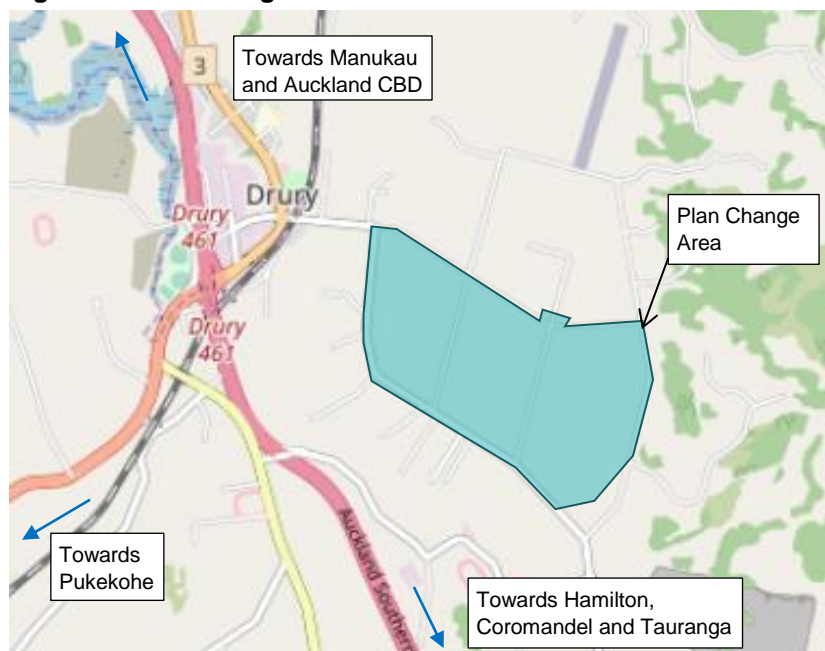 Towards Manukau
and Auckland CBD
3
Drury
Drury
461
Plan Change
Area
Drury
461
Auckland Southern
Towards
Pukekohe
Towards Hamilton,
Coromandel and Tauranga